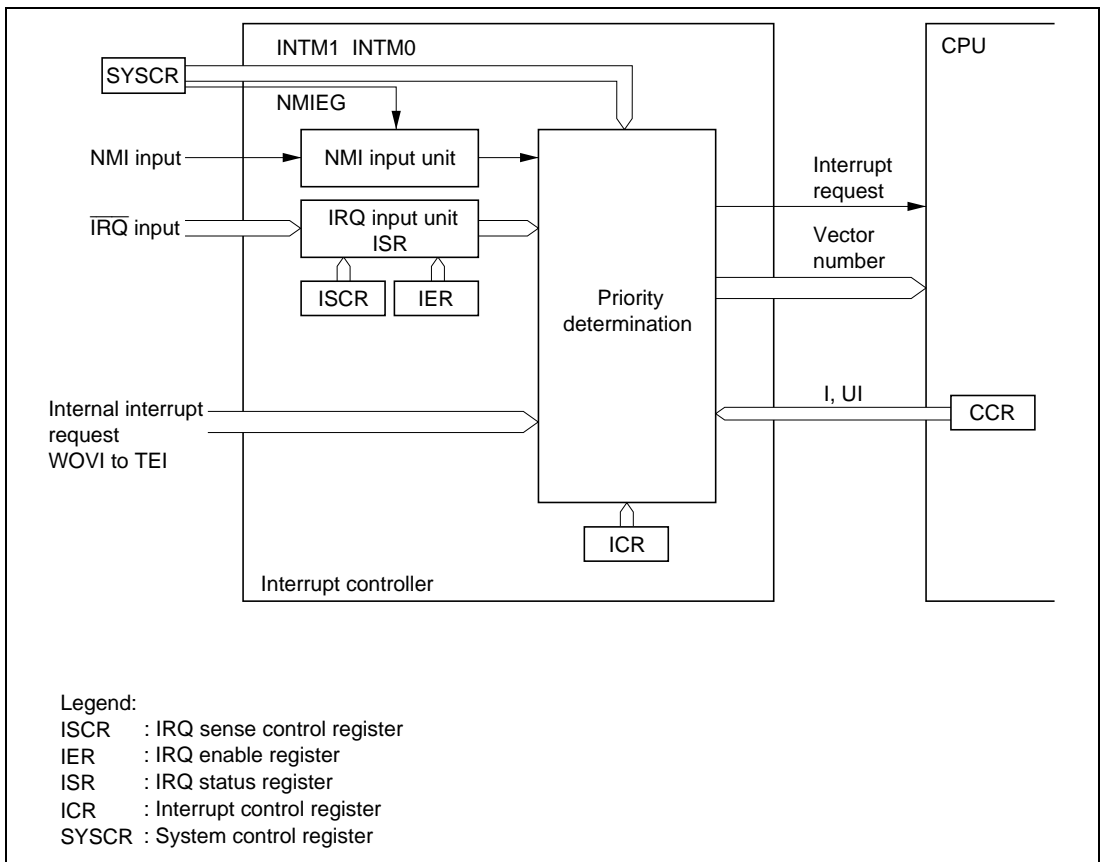 INTM1 INTM0
CPU
SYSCR
NMIEG
NMI input
NMI input unit
Interrupt
request
IRQ input
IRQ input unit
ISR
Vector
number
ISCR
IER
Priority
determination
I, UI
CCR
Internal interrupt
request
WOVI to TEI
ICR
Interrupt controller
Legend:
ISCR : IRQ sense control register
IER : IRQ enable register
ISR : IRQ status register
ICR : Interrupt control register
SYSCR : System control register